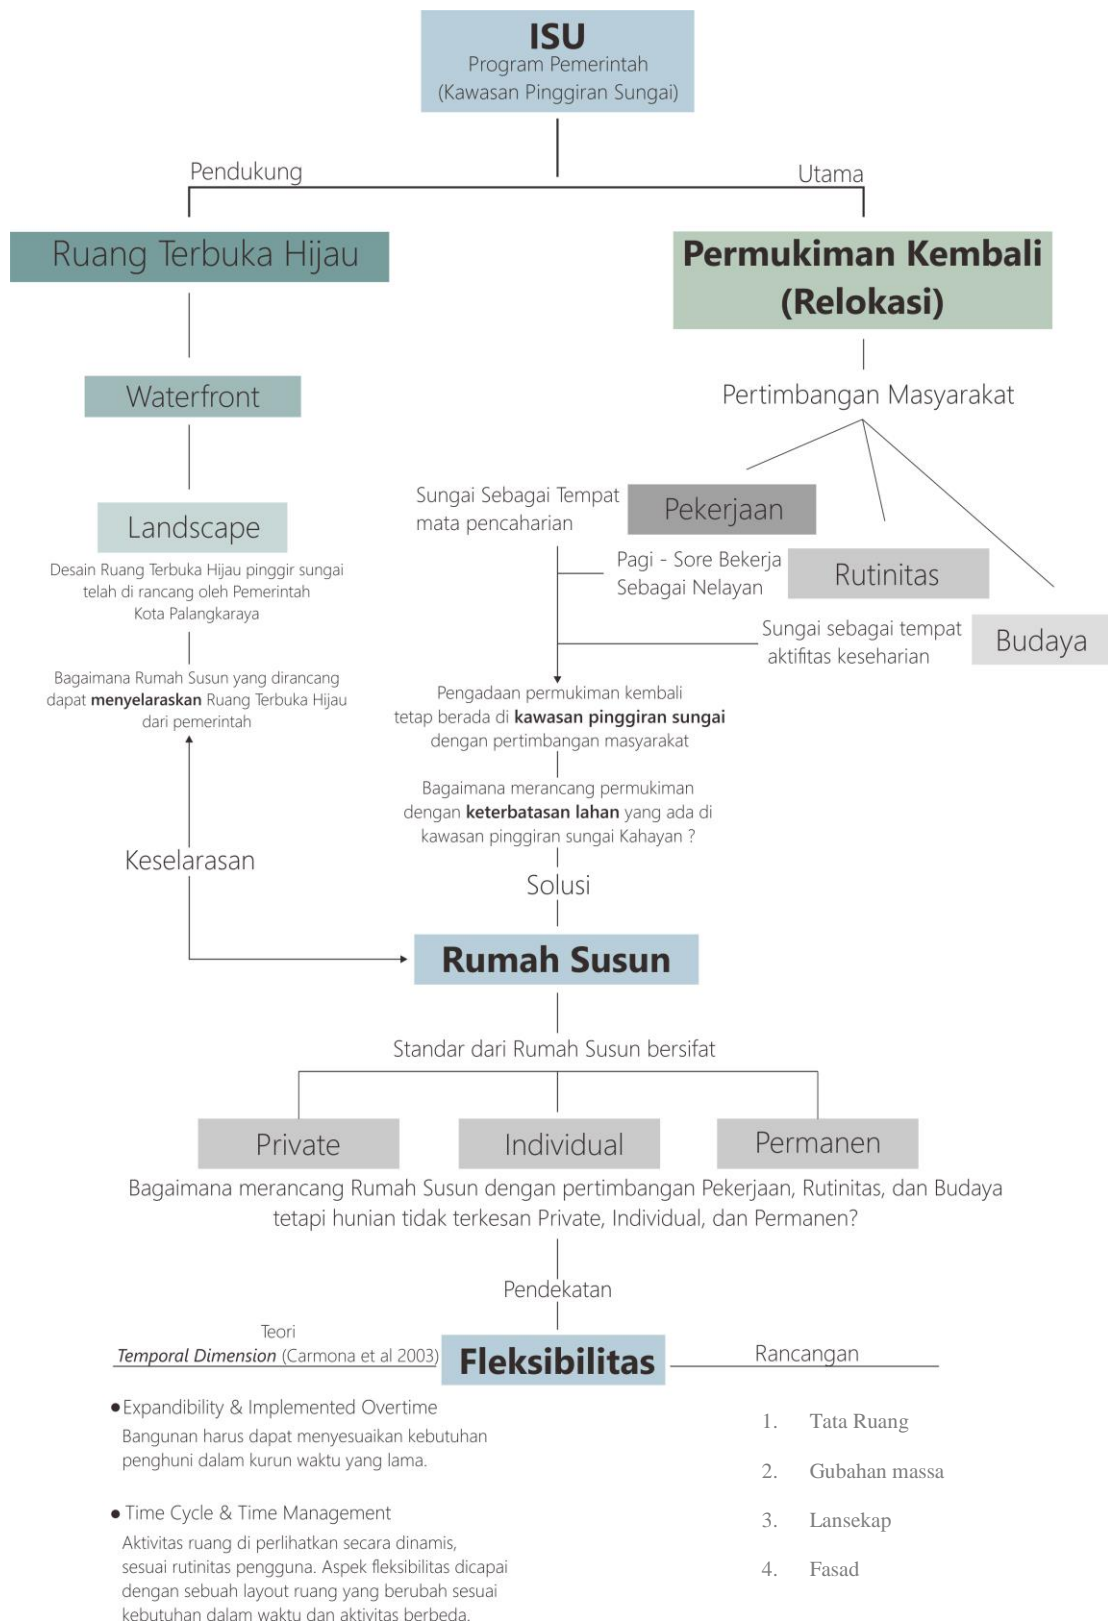 ISU
Program Pemerintah
(Kawasan Pinggiran Sungai)
Pendukung
Utama
Ruang Terbuka Hijau
Permukiman Kembali
(Relokasi)
Waterfront
Pertimbangan Masyarakat
Landscape
Desain Ruang Terbuka Hijau pinggir sungai
telah di rancang oleh Pemerintah
Kota Palangkaraya
Bagaimana Rumah Susun yang dirancang
dapat menyelaraskan Ruang Terbuka Hijau
dari pemerintah
Sungai Sebagai Tempat
mata pencaharian
Pekerjaan
Pagi - Sore Bekerja
Sebagai Nelayan
Rutinitas
Sungai sebagai tempat
aktifitas keseharian
Budaya
Pengadaan permukiman kembali
tetap berada di kawasan pinggiran sungai
dengan pertimbangan masyarakat
Bagaimana merancang permukiman
dengan keterbatasan lahan yang ada di
kawasan pinggiran sungai Kahayan ?
Keselarasan
Solusi
Rumah Susun
Standar dari Rumah Susun bersifat
Private
Individual
Permanen
Bagaimana merancang Rumah Susun dengan pertimbangan Pekerjaan, Rutinitas, dan Budaya
tetapi hunian tidak terkesan Private, Individual, dan Permanen?
Pendekatan
Teori
Temporal Dimension (Carmona et al 2003)
Fleksibilitas
Rancangan
● Expandibility & Implemented Overtime
Bangunan harus dapat menyesuaikan kebutuhan
penghuni dalam kurun waktu yang lama.
● Time Cycle & Time Management
Aktivitas ruang di perlihatkan secara dinamis,
sesuai rutinitas pengguna. Aspek fleksibilitas dicapai
dengan sebuah layout ruang yang berubah sesuai
kebutuhan dalam waktu dan aktivitas berbeda.
1. Tata Ruang
2. Gubahan massa
3. Lansekap
4. Fasad